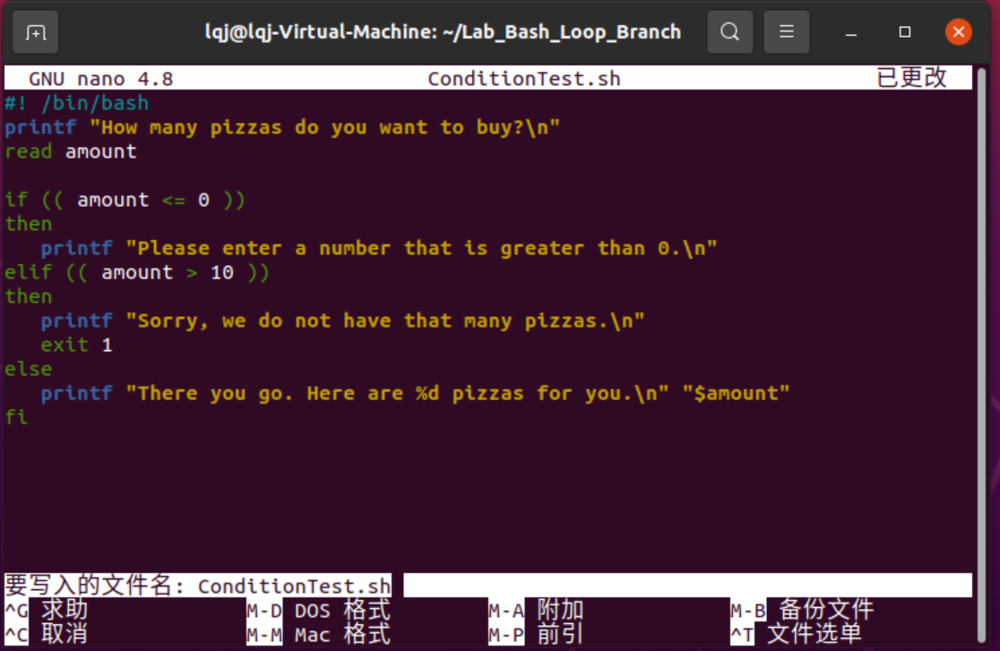 lqj@lqj-Virtual-Machine: ~/Lab_Bash_Loop_Branch
GNU nano 4.8 ConditionTest.sh 已更改
#! /bin/bash
printf "How many pizzas do you want to buy?\n"
read amount
if (( amount <= 0 ))
then
   printf "Please enter a number that is greater than 0.\n"
elif (( amount > 10 ))
then
   printf "Sorry, we do not have that many pizzas.\n"
   exit 1
else
   printf "There you go. Here are %d pizzas for you.\n" "$amount"
fi
要写入的文件名: ConditionTest.sh
^G 求助 M-D DOS 格式 M-A 附加 M-B 备份文件
^C 取消 M-M Mac 格式 M-P 前引 ^T 文件选单